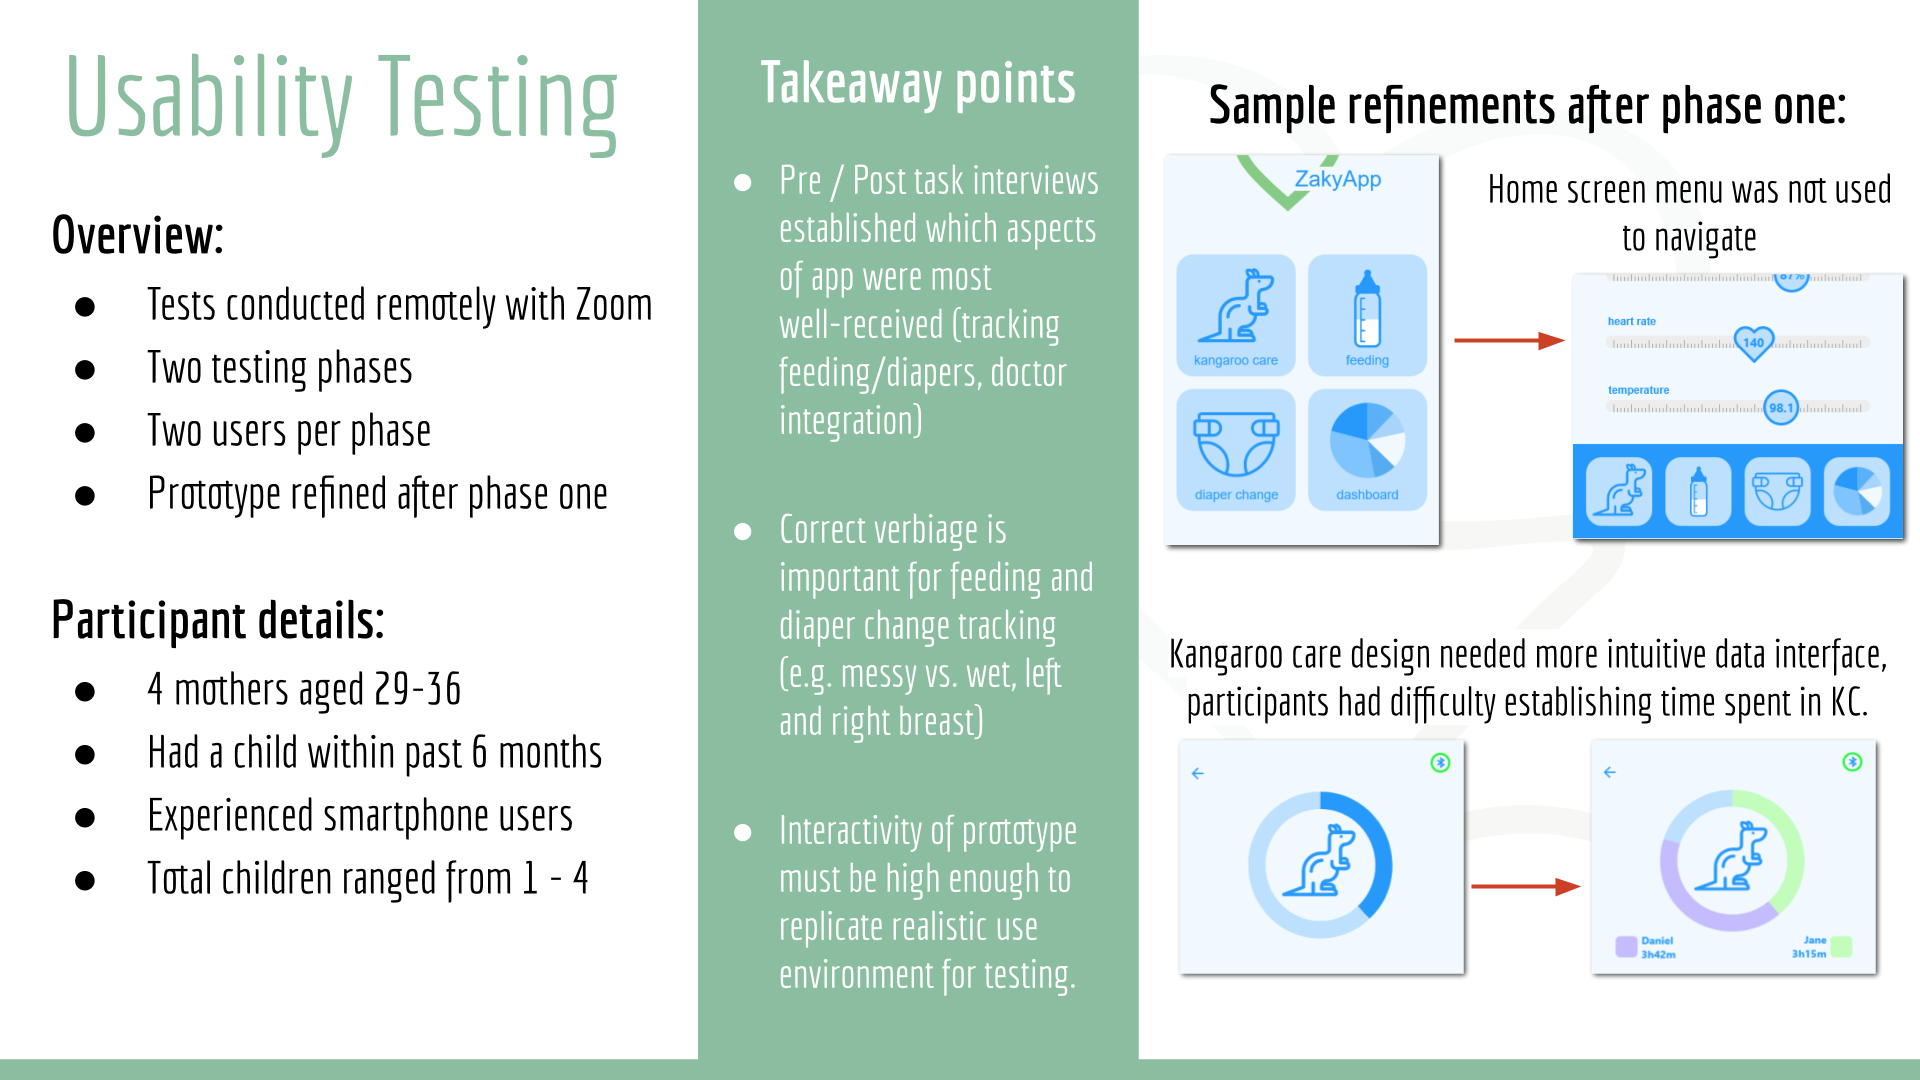 Usability Testing
Overview:
● Tests conducted remotely with Zoom
● Two testing phases
● Two users per phase
● Prototype refined after phase one
Participant details:
● 4 mothers aged 29-36
● Had a child within past 6 months
● Experienced smartphone users
● Total children ranged from 1 - 4
Takeaway points
● Pre / Post task interviews
established which aspects
of app were most
well-received (tracking
feeding/diapers, doctor
integration)
● Correct verbiage is
important for feeding and
diaper change tracking
(e.g. messy vs. wet, left
and right breast)
● Interactivity of prototype
must be high enough to
replicate realistic use
environment for testing.
Sample refinements after phase one:
ZakyApp
kangaroo care
feeding
diaper change
dashboard
Home screen menu was not used
to navigate
87%
heart rate
140
temperature
98.1
Kangaroo care design needed more intuitive data interface,
participants had difficulty establishing time spent in KC.
Daniel
3h42m
Jane
3h15m